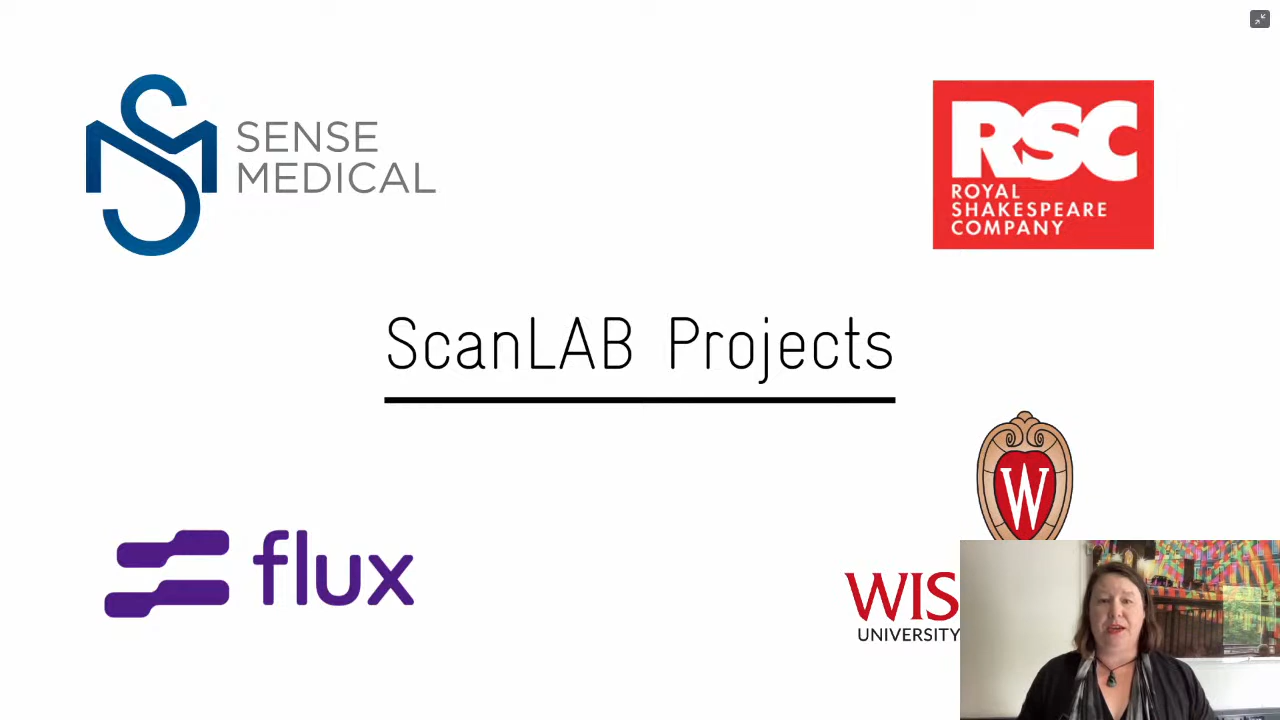 SENSE
MEDICAL
RSC
ROYAL
SHAKESPEARE
COMPANY
ScanLAB Projects
W
flux
WIS
UNIVERSITY